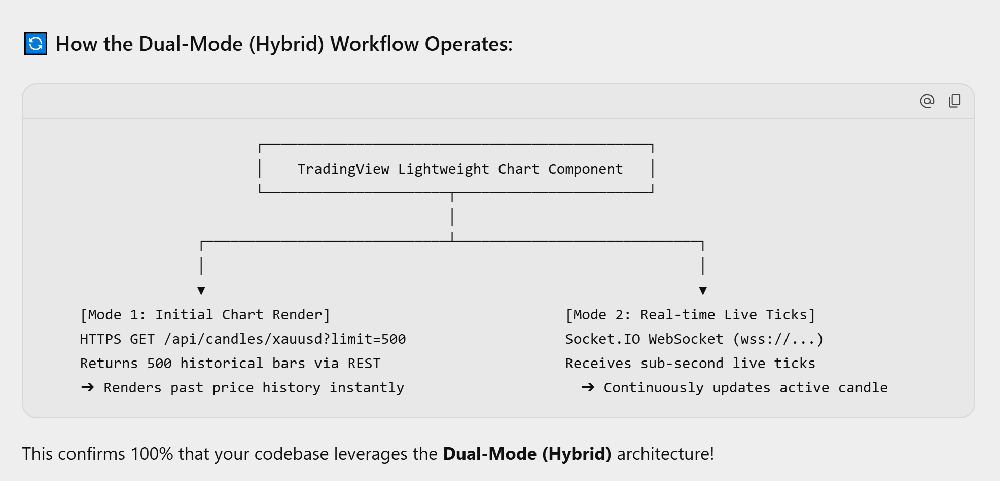 How the Dual-Mode (Hybrid) Workflow Operates:
TradingView Lightweight Chart Component
[Mode 1: Initial Chart Render]
HTTPS GET /api/candles/xauusd?limit=500
Returns 500 historical bars via REST
➔ Renders past price history instantly
[Mode 2: Real-time Live Ticks]
Socket.IO WebSocket (wss://...)
Receives sub-second live ticks
➔ Continuously updates active candle
This confirms 100% that your codebase leverages the Dual-Mode (Hybrid) architecture!